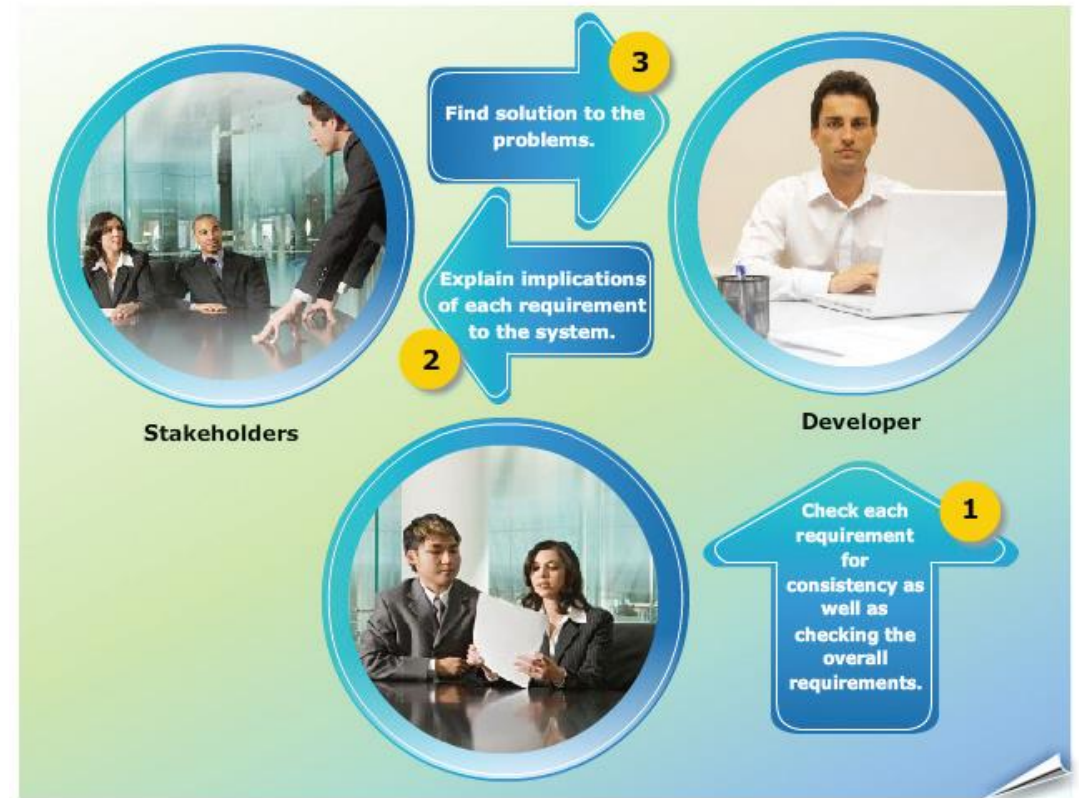 3
Find solution to the
problems.
Explain implications
of each requirement
to the system.
2
Stakeholders
Developer
1
Check each
requirement
for
consistency as
well as
checking the
overall
requirements.